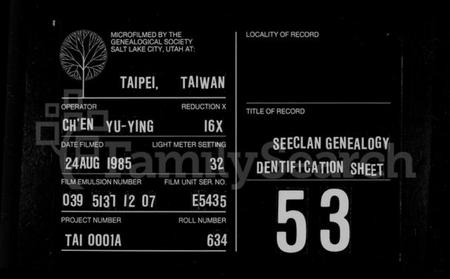 MICROFILMED BY THE
GENEALOGICAL SOCIETY
SALT LAKE CITY, UTAH AT:
TAIPEI, TAIWAN
OPERATOR REDUCTION X
CH'EN YU-YING 16X
DATE FILMED LIGHT METER SETTING
24AUG 1985 32
FILM EMULSION NUMBER FILM UNIT SER. NO.
039 5137 12 07 E5435
PROJECT NUMBER ROLL NUMBER
TAI 0001A 634
LOCALITY OF RECORD
TITLE OF RECORD
SEECLAN GENEALOGY
DENTIFICATION SHEET
53
FamilySearch